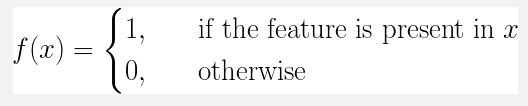 f(x) = { 1, if the feature is present in x
0, otherwise